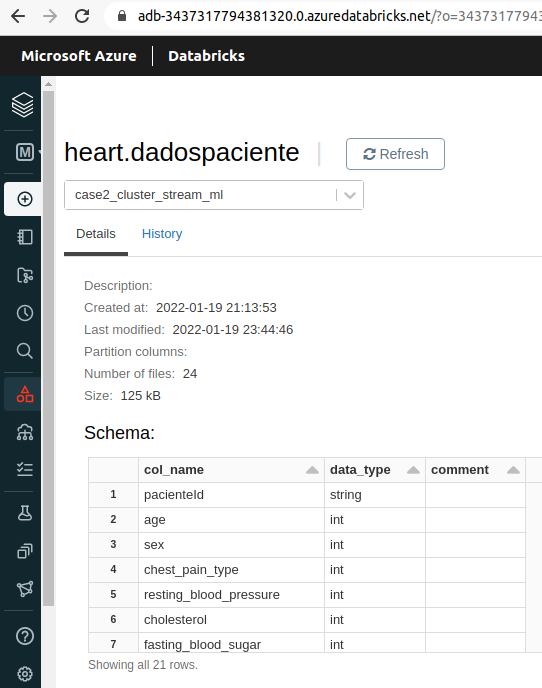 adb-3437317794381320.0.azuredatabricks.net/?o=3437317794
Microsoft Azure | Databricks
M
heart.dadospaciente
Refresh
case2_cluster_stream_ml
Details History
Description:
Created at: 2022-01-19 21:13:53
Last modified: 2022-01-19 23:44:46
Partition columns:
Number of files: 24
Size: 125 kB
Schema:
col_name data_type comment
1 pacienteId string
2 age int
3 sex int
4 chest_pain_type int
5 resting_blood_pressure int
6 cholesterol int
7 fasting_blood_sugar int
Showing all 21 rows.